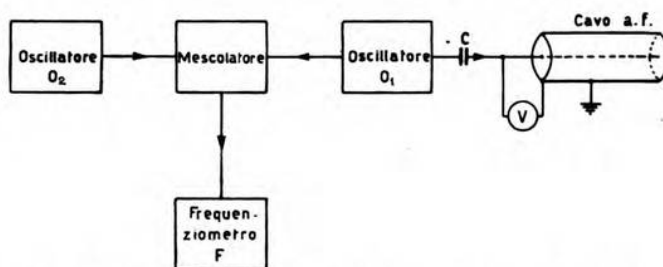 Oscillatore
O₂
Mescolatore
Oscillatore
O₁
C
Cavo a.f.
V
Frequen-
ziometro
F